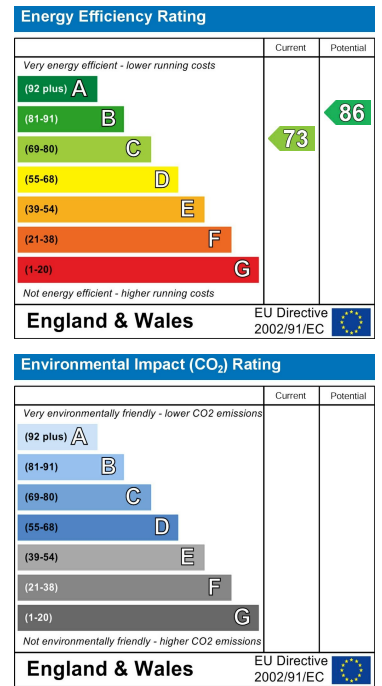 Energy Efficiency Rating
Current Potential
Very energy efficient - lower running costs
(92 plus) A
(81-91) B
(69-80) C
(55-68) D
(39-54) E
(21-38) F
(1-20) G
73
86
Not energy efficient - higher running costs
England & Wales
EU Directive
2002/91/EC
Environmental Impact (CO₂) Rating
Current Potential
Very environmentally friendly - lower CO2 emissions
(92 plus) A
(81-91) B
(69-80) C
(55-68) D
(39-54) E
(21-38) F
(1-20) G
Not environmentally friendly - higher CO2 emissions
England & Wales
EU Directive
2002/91/EC